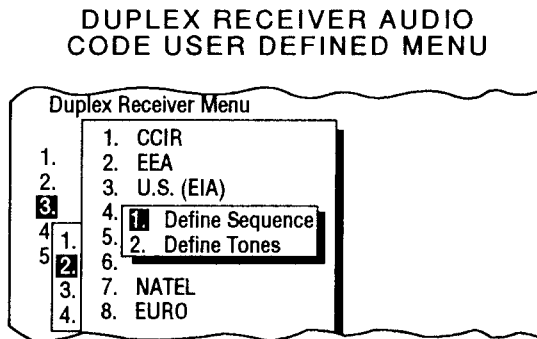 DUPLEX RECEIVER AUDIO
CODE USER DEFINED MENU
Duplex Receiver Menu
1.
2.
3.
4
5
1.
2.
3.
4.
1. CCIR
2. EEA
3. U.S. (EIA)
4.
5.
6.
7. NATEL
8. EURO
1. Define Sequence
2. Define Tones